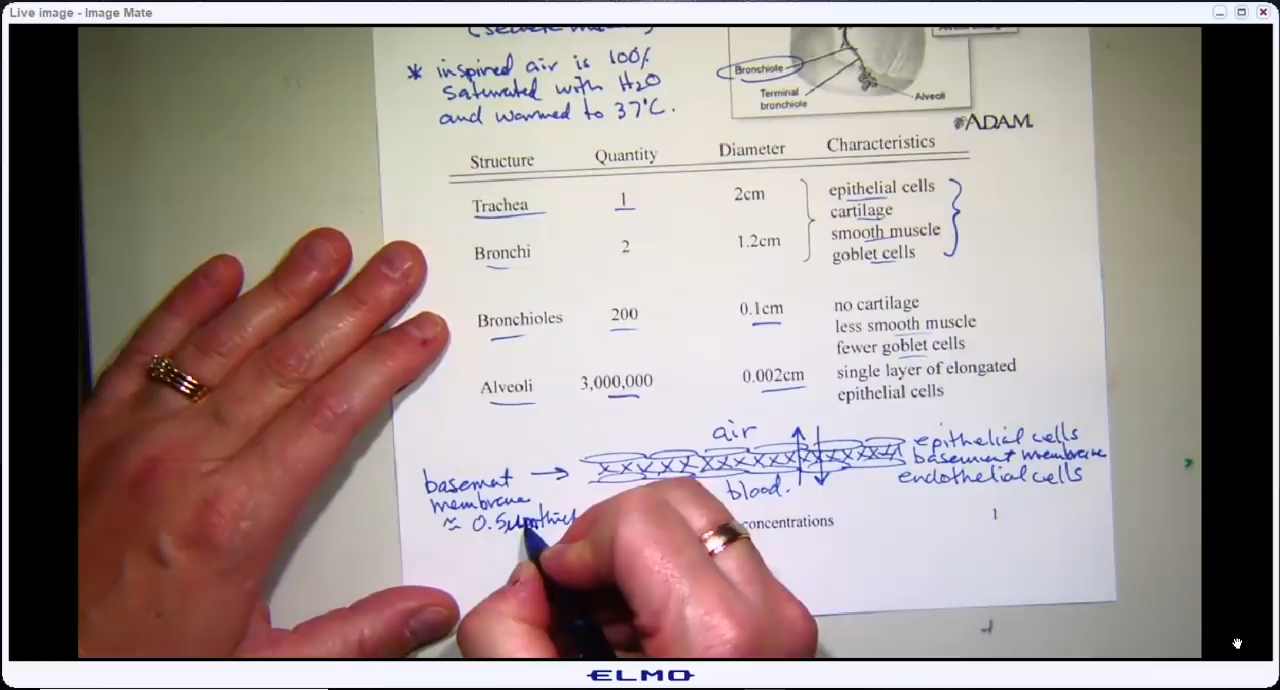 Live image - Image Mate
* inspired air is 100%
saturated with H2O
and warmed to 37°C.
Bronchiole
Terminal
bronchiole
Alveoli
ADAM.
Structure Quantity Diameter Characteristics
Trachea 1 2cm epithelial cells
cartilage
Bronchi 2 1.2cm smooth muscle
goblet cells
Bronchioles 200 0.1cm no cartilage
less smooth muscle
fewer goblet cells
Alveoli 3,000,000 0.002cm single layer of elongated
epithelial cells
air
epithelial cells
basement membrane
endothelial cells
blood.
basement
membrane
≈ 0.5μm thick
concentrations
1
ELMO